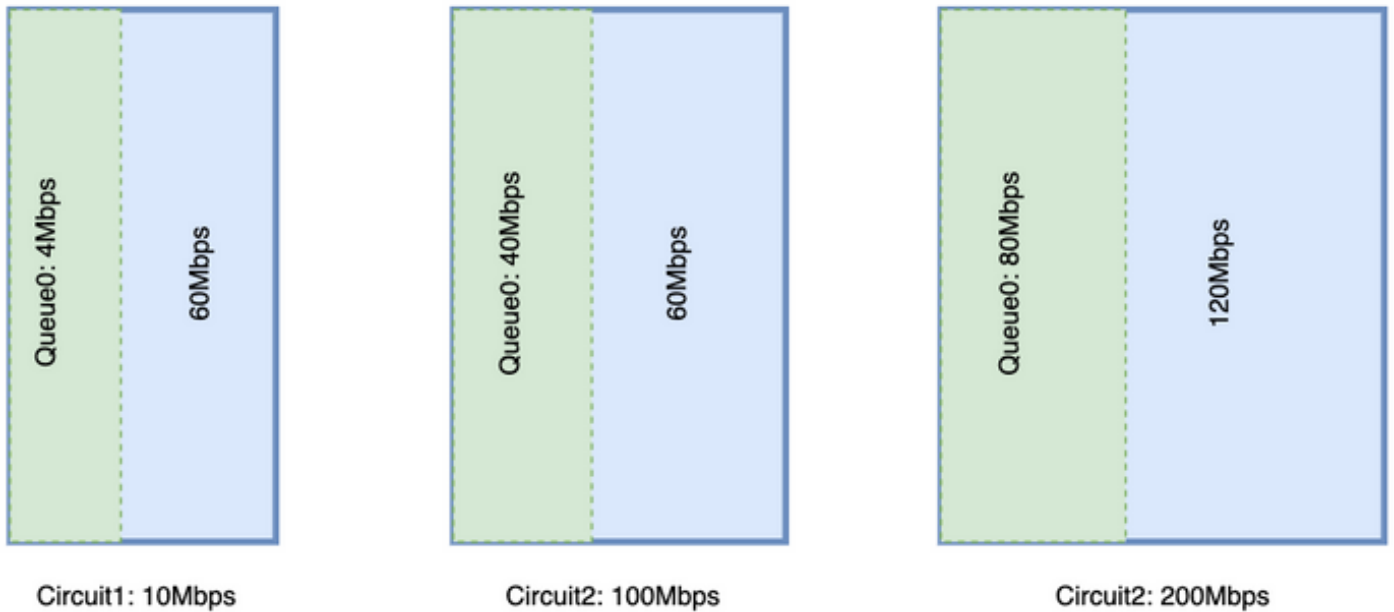 Queue0: 4Mbps
60Mbps
Queue0: 40Mbps
60Mbps
Queue0: 80Mbps
120Mbps
Circuit1: 10Mbps
Circuit2: 100Mbps
Circuit2: 200Mbps